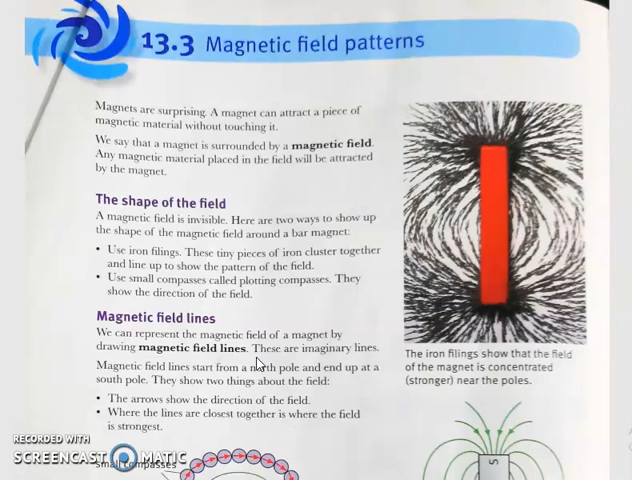 13.3 Magnetic field patterns
Magnets are surprising. A magnet can attract a piece of
magnetic material without touching it.
We say that a magnet is surrounded by a magnetic field.
Any magnetic material placed in the field will be attracted
by the magnet.
The shape of the field
A magnetic field is invisible. Here are two ways to show up
the shape of the magnetic field around a bar magnet:
• Use iron filings. These tiny pieces of iron cluster together
and line up to show the pattern of the field.
• Use small compasses called plotting compasses. They
show the direction of the field.
Magnetic field lines
We can represent the magnetic field of a magnet by
drawing magnetic field lines. These are imaginary lines.
Magnetic field lines start from a north pole and end up at a
south pole. They show two things about the field:
• The arrows show the direction of the field.
• Where the lines are closest together is where the field
is strongest.
small compasses
The iron filings show that the field
of the magnet is concentrated
(stronger) near the poles.
S
RECORDED WITH
SCREENCAST MATIC